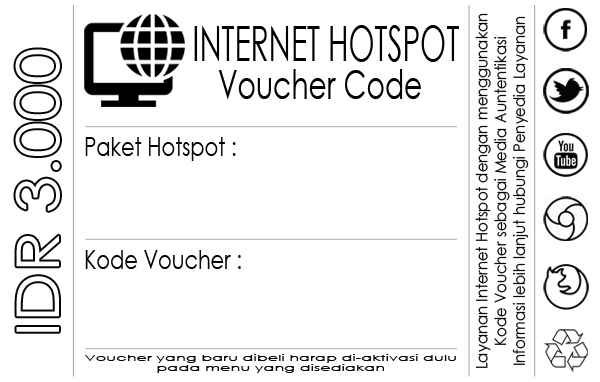 IDR 3.000
INTERNET HOTSPOT
Voucher Code
Paket Hotspot :
Kode Voucher :
Voucher yang baru dibeli harap di-aktivasi dulu
pada menu yang disediakan
Layanan Internet Hotspot dengan menggunakan
Kode Voucher sebagai Media Auntentikasi
Informasi lebih lanjut hubungi Penyedia Layanan
f
You
Tube